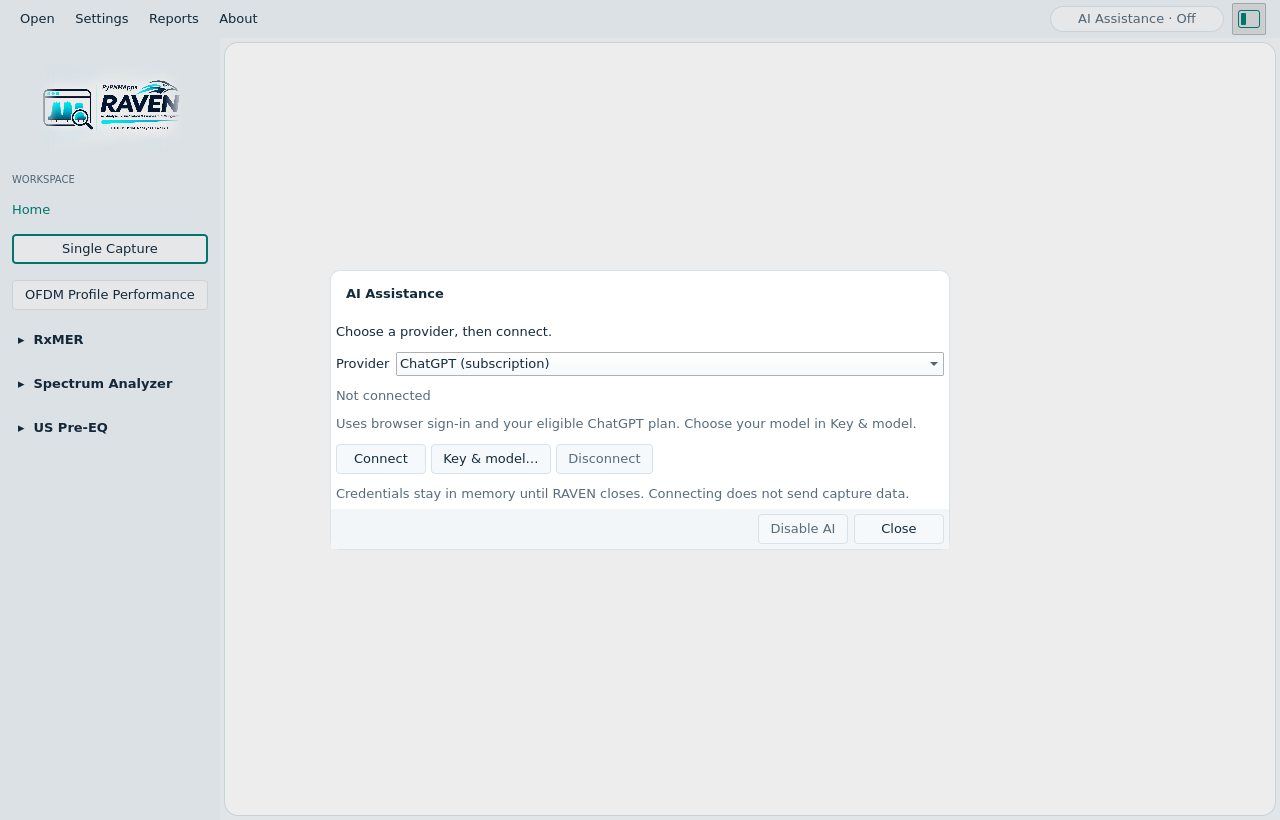 Open Settings Reports About
AI Assistance · Off
PyPNMApps
RAVEN
WORKSPACE
Home
Single Capture
OFDM Profile Performance
▸ RxMER
▸ Spectrum Analyzer
▸ US Pre-EQ
AI Assistance
Choose a provider, then connect.
Provider ChatGPT (subscription)
Not connected
Uses browser sign-in and your eligible ChatGPT plan. Choose your model in Key & model.
Connect Key & model... Disconnect
Credentials stay in memory until RAVEN closes. Connecting does not send capture data.
Disable AI Close